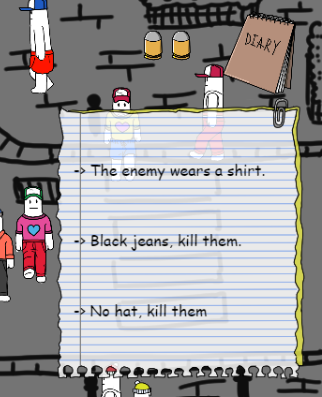 DIARY
-> The enemy wears a shirt.
-> Black jeans, kill them.
-> No hat, kill them